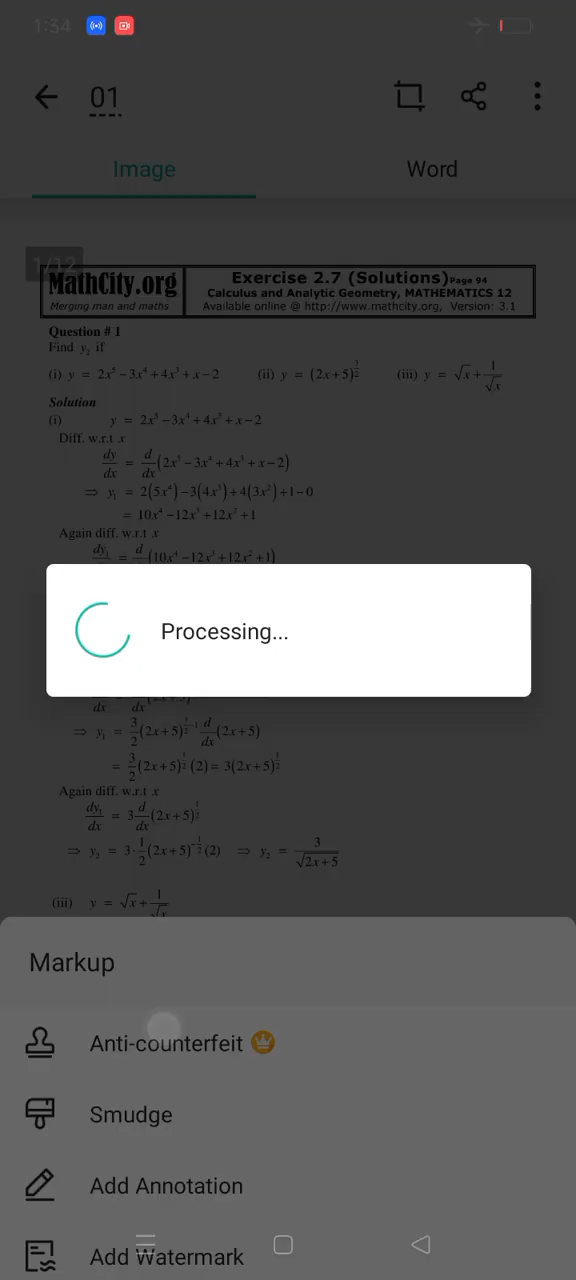 1:34
01
Image Word
1/12
MathCity.org
Merging man and maths
Exercise 2.7 (Solutions) Page 94
Calculus and Analytic Geometry, MATHEMATICS 12
Available online @ http://www.mathcity.org, Version: 3.1
Question # 1
Find y₂ if
(i) y = 2x⁵ − 3x⁴ + 4x³ + x − 2 (ii) y = (2x+5)^(3/2) (iii) y = √x + 1/√x
Solution
(i) y = 2x⁵ − 3x⁴ + 4x³ + x − 2
Diff. w.r.t x
dy/dx = d/dx (2x⁵ − 3x⁴ + 4x³ + x − 2)
⇒ y₁ = 2(5x⁴) − 3(4x³) + 4(3x²) + 1 − 0
= 10x⁴ − 12x³ + 12x² + 1
Again diff. w.r.t x
dy₁ = d (10x⁴ − 12x³ + 12x² + 1)
Processing...
dx dx
⇒ y₁ = 3/2 (2x+5)^(3/2 − 1) d/dx (2x+5)
= 3/2 (2x+5)^(1/2) (2) = 3(2x+5)^(1/2)
Again diff. w.r.t x
dy₁/dx = 3 d/dx (2x+5)^(1/2)
⇒ y₂ = 3 · 1/2 (2x+5)^(−1/2) (2) ⇒ y₂ = 3/√(2x+5)
(iii) y = √x + 1/√x
Markup
Anti-counterfeit
Smudge
Add Annotation
Add Watermark